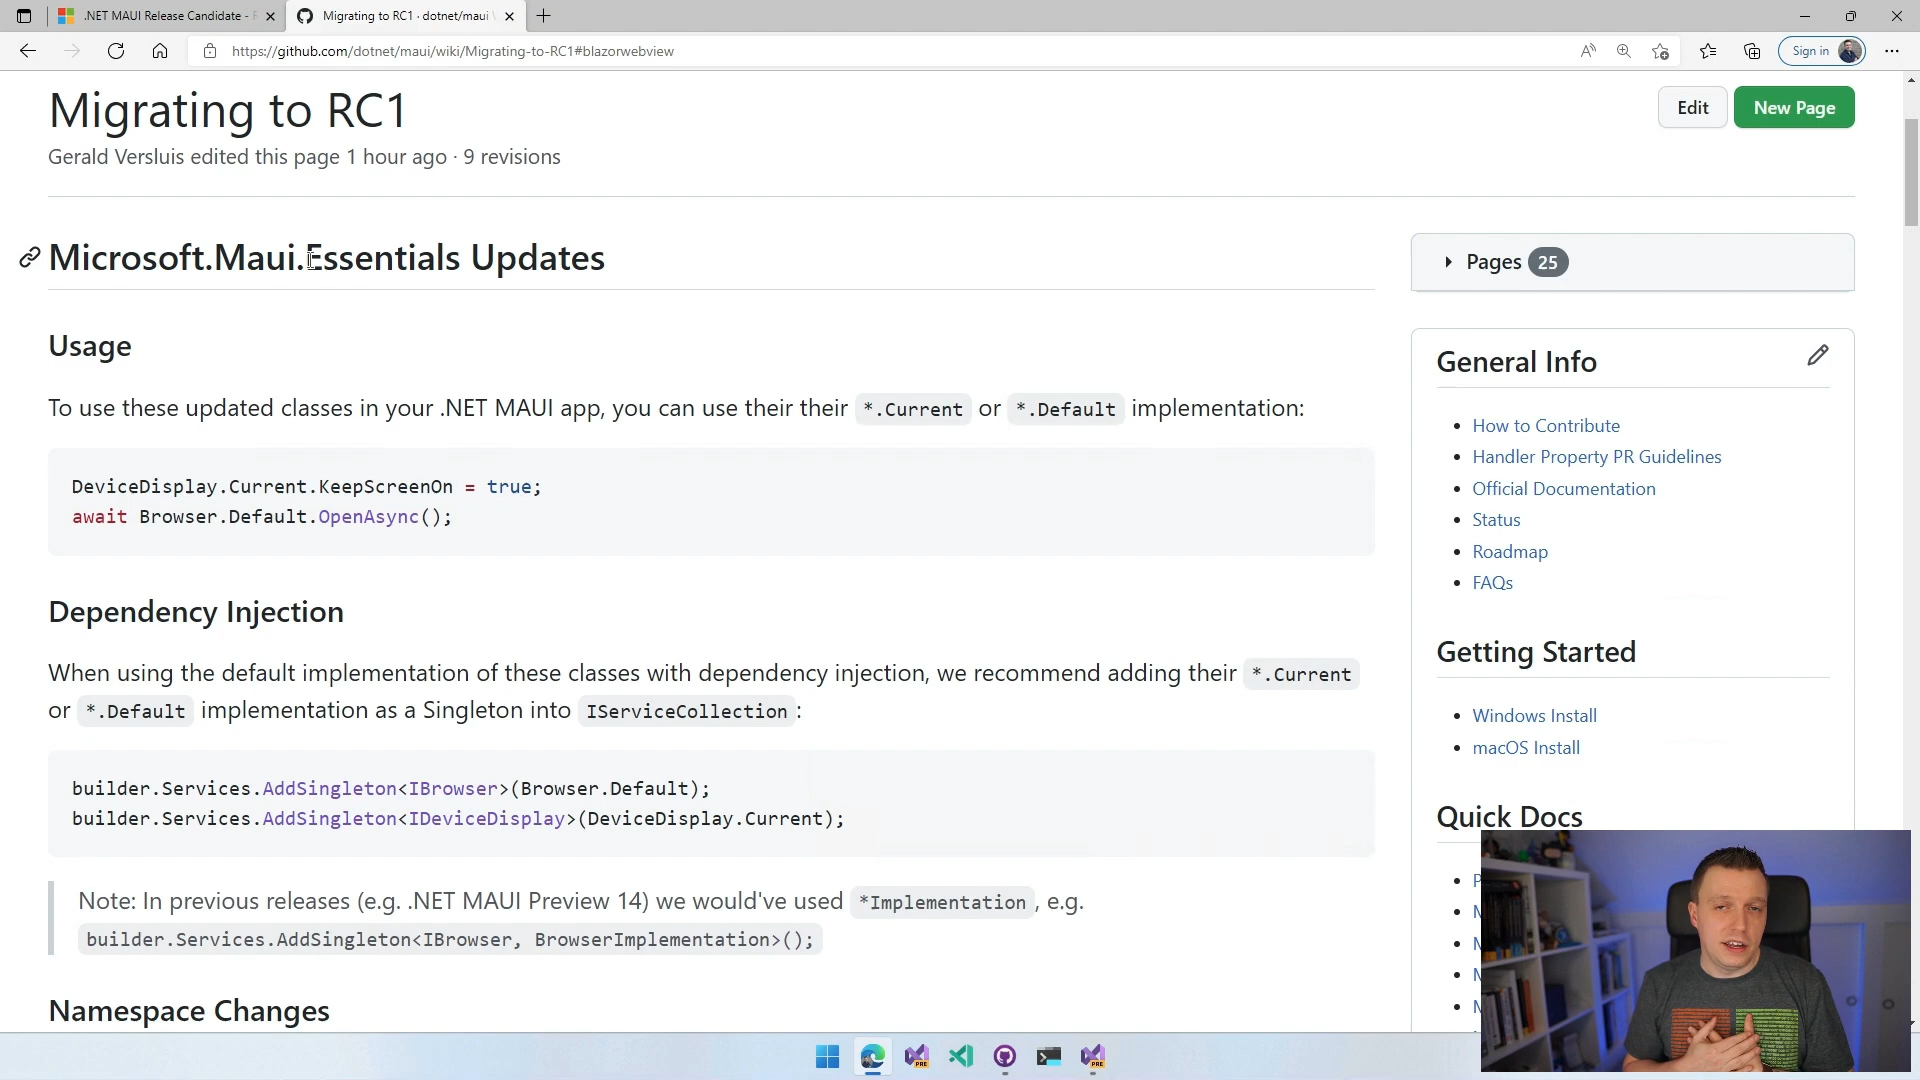 .NET MAUI Release Candidate -
Migrating to RC1 · dotnet/maui
https://github.com/dotnet/maui/wiki/Migrating-to-RC1#blazorwebview
Sign in
Migrating to RC1
Edit
New Page
Gerald Versluis edited this page 1 hour ago · 9 revisions
Microsoft.Maui.Essentials Updates
Usage
To use these updated classes in your .NET MAUI app, you can use their their *.Current or *.Default implementation:
DeviceDisplay.Current.KeepScreenOn = true;
await Browser.Default.OpenAsync();
Dependency Injection
When using the default implementation of these classes with dependency injection, we recommend adding their *.Current
or *.Default implementation as a Singleton into IServiceCollection:
builder.Services.AddSingleton<IBrowser>(Browser.Default);
builder.Services.AddSingleton<IDeviceDisplay>(DeviceDisplay.Current);
Note: In previous releases (e.g. .NET MAUI Preview 14) we would've used *Implementation, e.g.
builder.Services.AddSingleton<IBrowser, BrowserImplementation>();
Namespace Changes
Pages 25
General Info
How to Contribute
Handler Property PR Guidelines
Official Documentation
Status
Roadmap
FAQs
Getting Started
Windows Install
macOS Install
Quick Docs
PRE
PRE